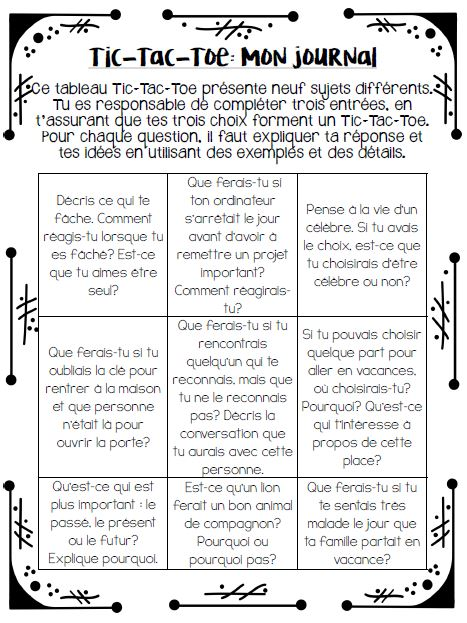 Tic-Tac-Toe: Mon journal
Ce tableau Tic-Tac-Toe présente neuf sujets différents.
Tu es responsable de compléter trois entrées, en
t'assurant que tes trois choix forment un Tic-Tac-Toe.
Pour chaque question, il faut expliquer ta réponse et
tes idées en utilisant des exemples et des détails.
Décris ce qui te
fâche. Comment
réagis-tu lorsque tu
es fâché? Est-ce
que tu aimes être
seul?
Que ferais-tu si
ton ordinateur
s'arrêtait le jour
avant d'avoir à
remettre un projet
important?
Comment réagirais-
tu?
Pense à la vie d'un
célèbre. Si tu avais
le choix, est-ce que
tu choisirais d'être
célèbre ou non?
Que ferais-tu si tu
oubliais la clé pour
rentrer à la maison
et que personne
n'était là pour
ouvrir la porte?
Que ferais-tu si tu
rencontrais
quelqu'un qui te
reconnais, mais que
tu ne le reconnais
pas? Décris la
conversation que
tu aurais avec cette
personne.
Si tu pouvais choisir
quelque part pour
aller en vacances,
où choisirais-tu?
Pourquoi? Qu'est-ce
qui t'intéresse à
propos de cette
place?
Qu'est-ce qui est
plus important : le
passé, le présent
ou le futur?
Explique pourquoi.
Est-ce qu'un lion
ferait un bon animal
de compagnon?
Pourquoi ou
pourquoi pas?
Que ferais-tu si tu
te sentais très
malade le jour que
ta famille partait en
vacance?